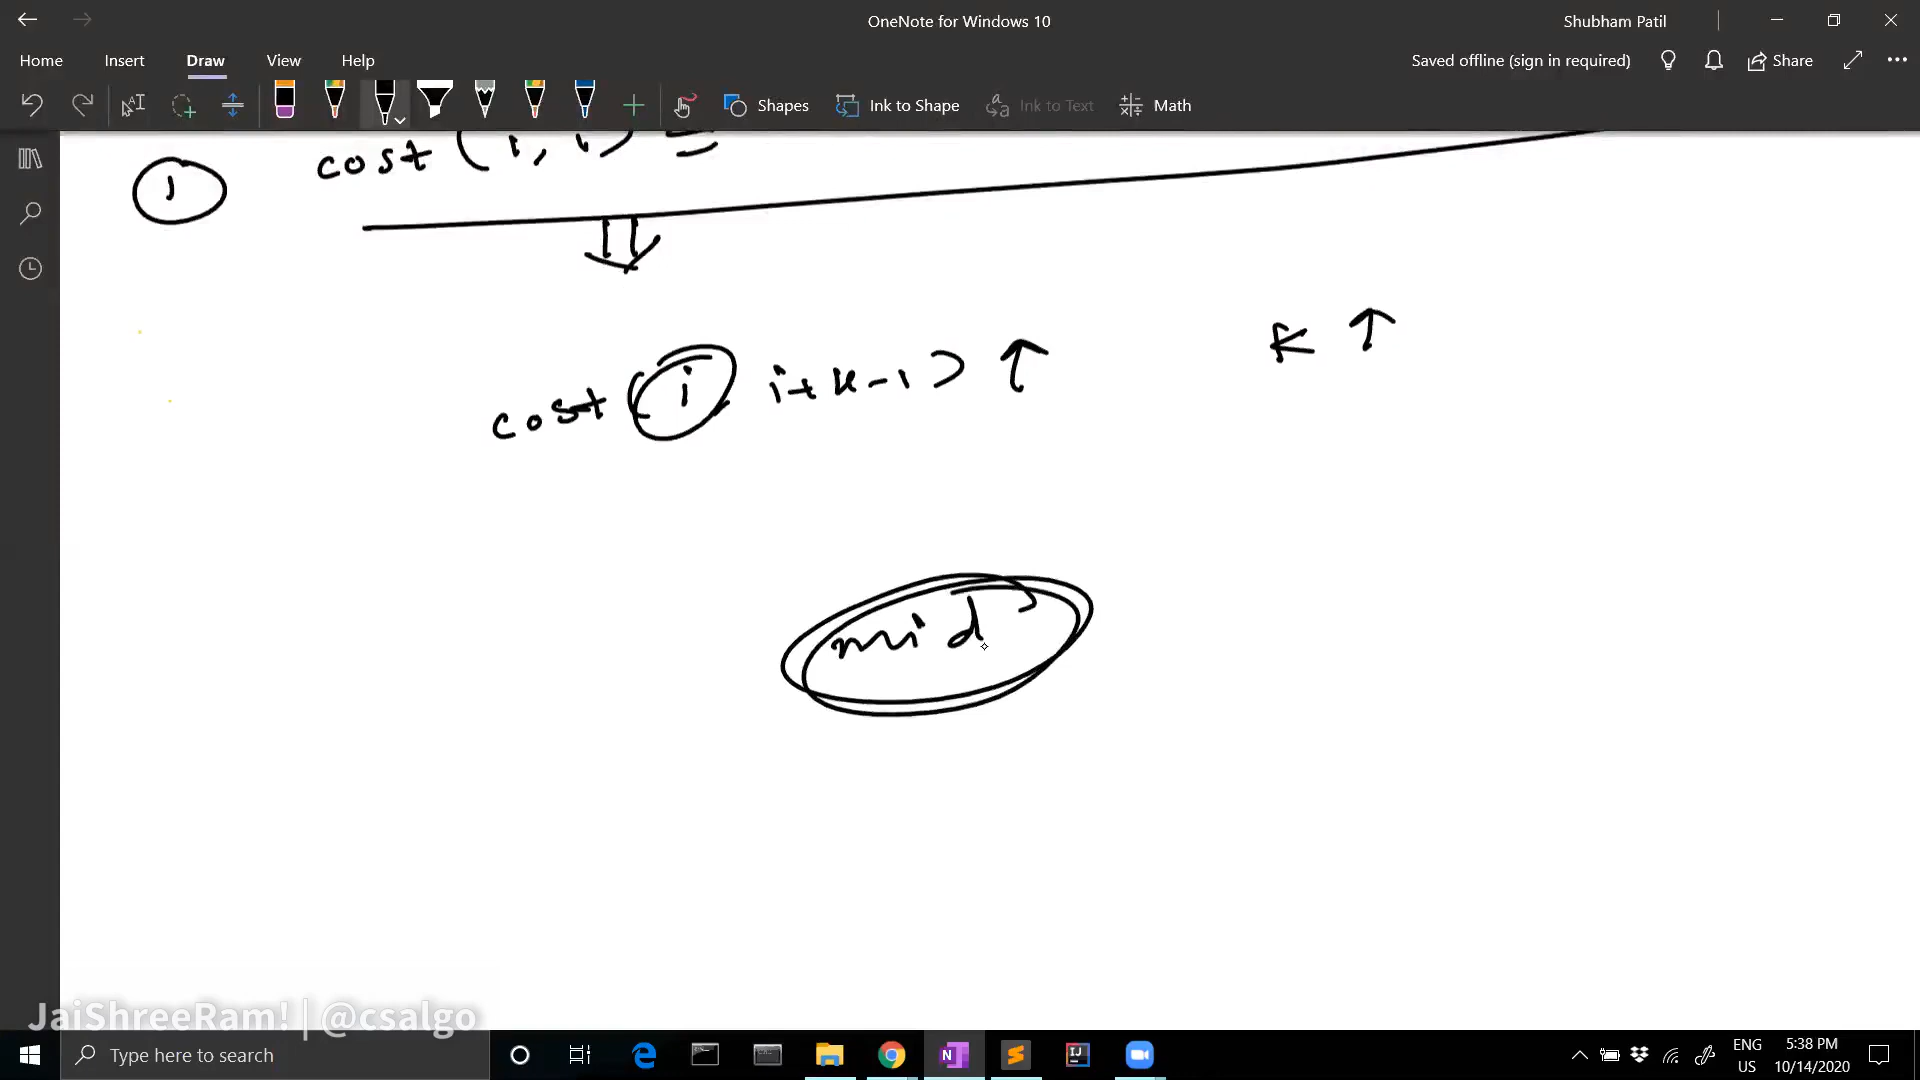 OneNote for Windows 10
Shubham Patil
Home Insert Draw View Help
Saved offline (sign in required) Share
Shapes Ink to Shape Ink to Text Math
1
cost (i, i) =
k ↑
cost (i i+k-1) ↑
mid
JaiShreeRam! | @csalgo
Type here to search
ENG
US
5:38 PM
10/14/2020